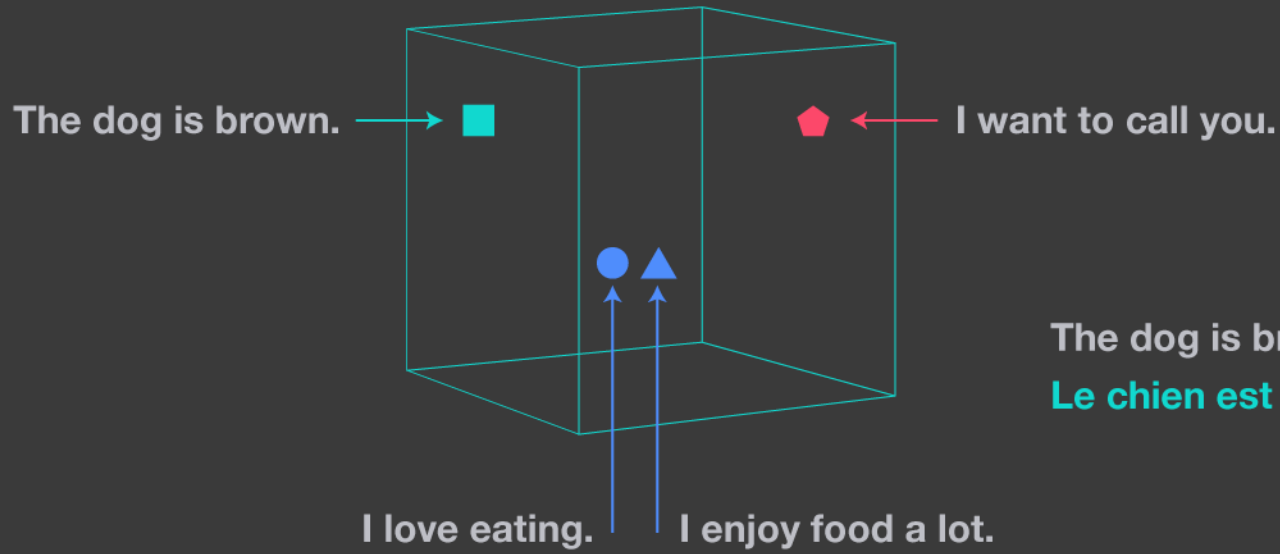 The dog is brown.
I want to call you.
The dog is
Le chien est
I love eating.
I enjoy food a lot.